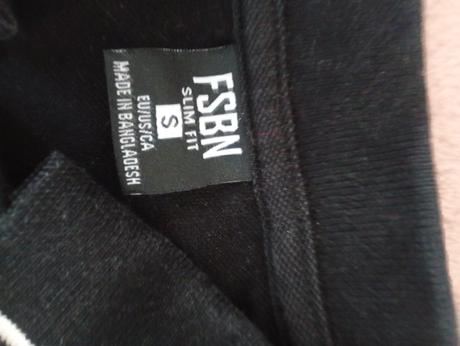 FSBN
SLIM FIT
S
EU/US/CA
MADE IN BANGLADESH